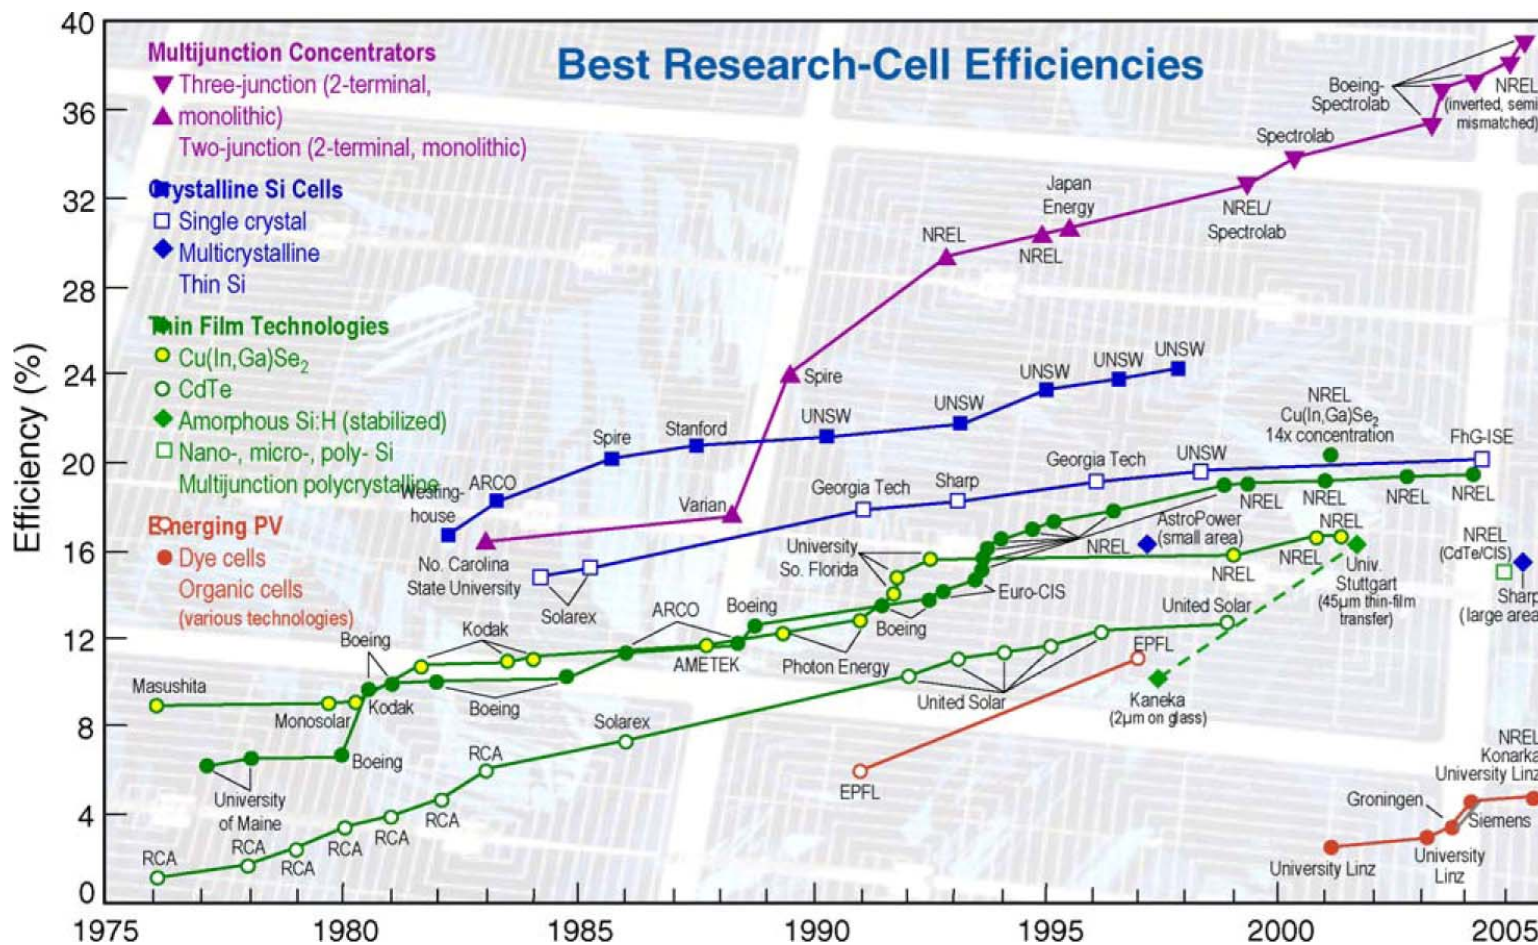 Best Research-Cell Efficiencies
Efficiency (%)
40
36
32
28
24
20
16
12
8
4
0
1975
1980
1985
1990
1995
2000
2005
Multijunction Concentrators
Three-junction (2-terminal,
monolithic)
Two-junction (2-terminal, monolithic)
Crystalline Si Cells
Single crystal
Multicrystalline
Thin Si
Thin Film Technologies
Cu(In,Ga)Se2
CdTe
Amorphous Si:H (stabilized)
Nano-, micro-, poly- Si
Multijunction polycrystalline
Emerging PV
Dye cells
Organic cells
(various technologies)
Boeing-
Spectrolab
NREL
(inverted, semi
mismatched)
Spectrolab
Japan
Energy
NREL
NREL
NREL/
Spectrolab
Spire
Varian
No. Carolina
State University
Westing-
house
ARCO
Spire
Stanford
UNSW
UNSW
UNSW
UNSW
UNSW
NREL
Cu(In,Ga)Se2
14x concentration
FhG-ISE
UNSW
Georgia Tech
Sharp
Georgia Tech
Solarex
NREL
NREL
NREL
NREL
AstroPower
(small area)
NREL
NREL
NREL
NREL
Univ.
Stuttgart
(45µm thin-film
transfer)
NREL
(CdTe/CIS)
Sharp
(large area
University
So. Florida
Euro-CIS
Boeing
United Solar
ARCO
Boeing
AMETEK
Photon Energy
Kodak
Boeing
Masushita
Monosolar
Kodak
Boeing
Boeing
University
of Maine
United Solar
EPFL
Kaneka
(2µm on glass)
EPFL
Solarex
RCA
RCA
RCA
RCA
RCA
RCA
RCA
NREL
Konarka
University Linz
Groningen
Siemens
University
Linz
University Linz